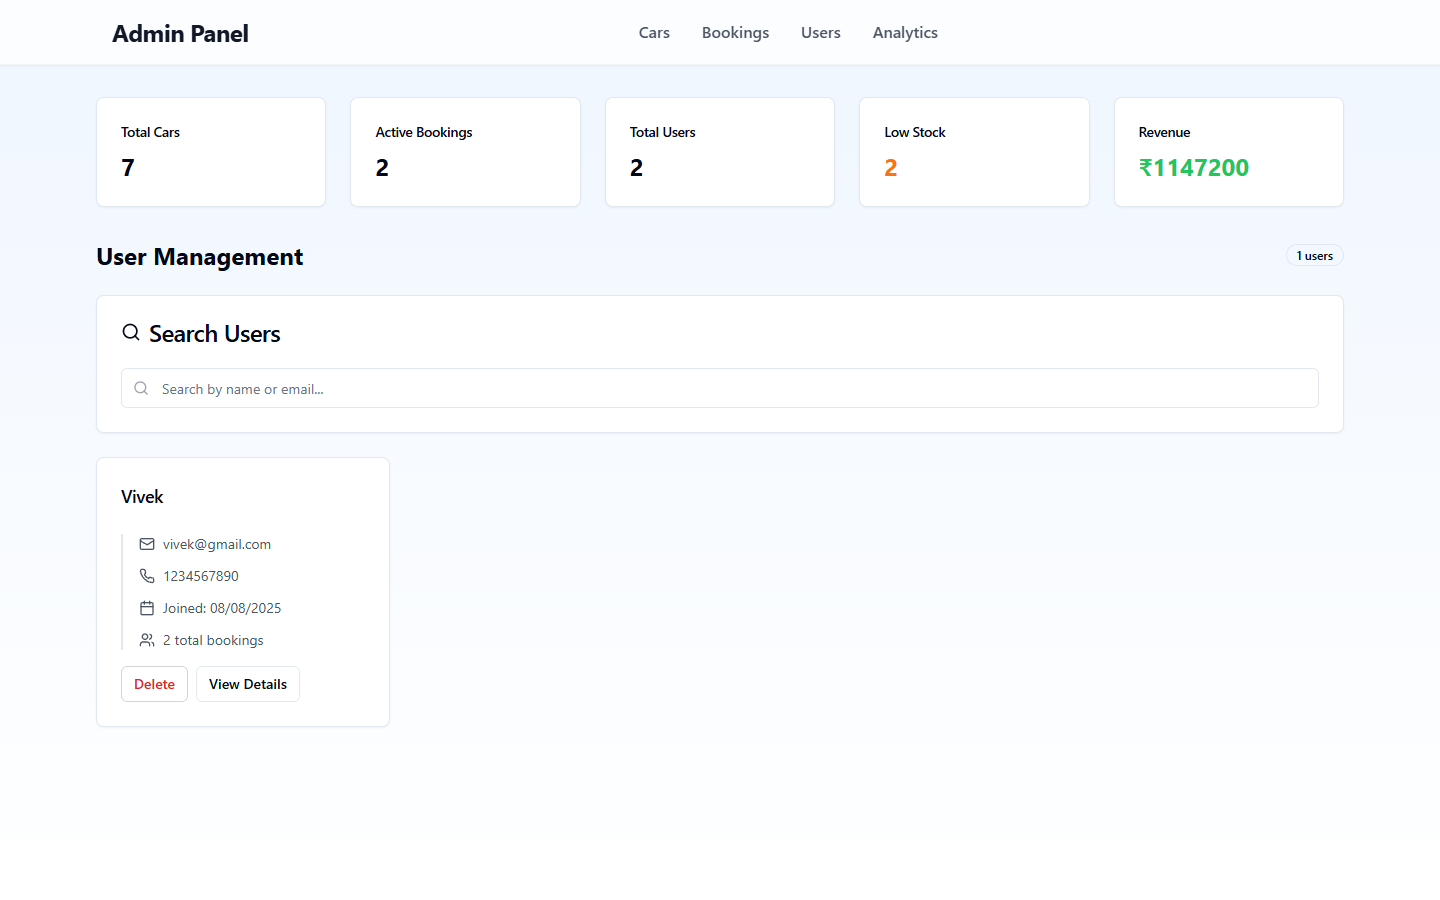 Admin Panel
Cars
Bookings
Users
Analytics
Total Cars
7
Active Bookings
2
Total Users
2
Low Stock
2
Revenue
₹1147200
User Management
1 users
Search Users
Search by name or email...
Vivek
vivek@gmail.com
1234567890
Joined: 08/08/2025
2 total bookings
Delete
View Details